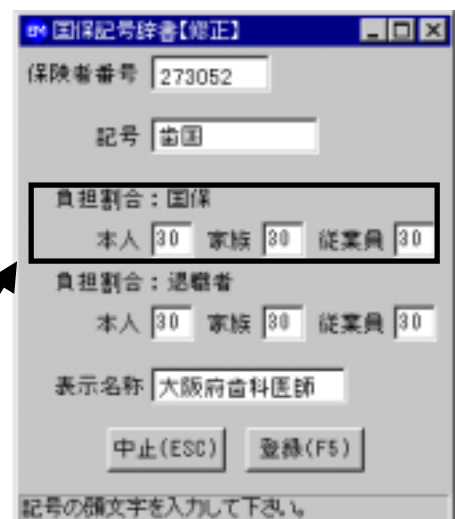 国保記号辞書【修正】
保険者番号 273052
記号 歯国
負担割合：国保
本人 30 家族 30 従業員 30
負担割合：退職者
本人 30 家族 30 従業員 30
表示名称 大阪府歯科医師
中止(ESC) 登録(F5)
記号の頭文字を入力して下さい。